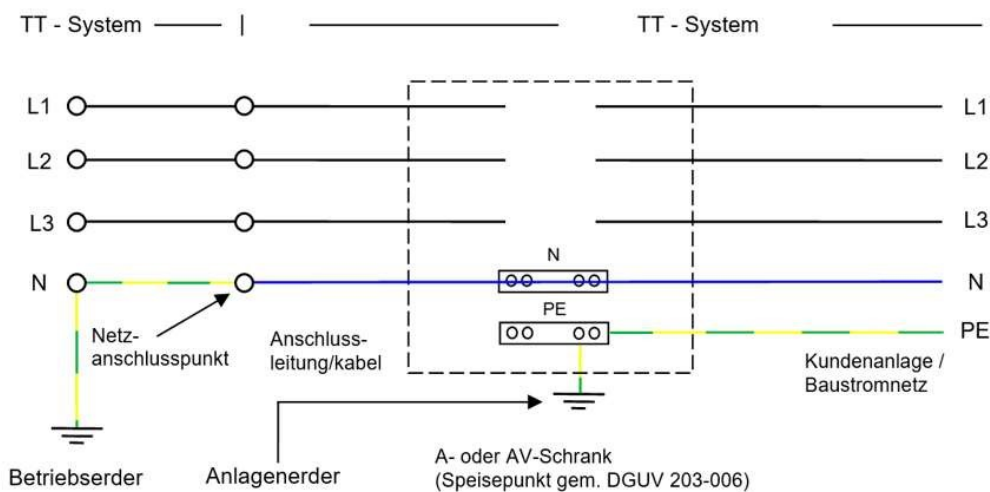 TT - System
TT - System
L1
L1
L2
L2
L3
L3
N
N
N
PE
PE
Netz-
anschlusspunkt
Anschluss-
leitung/kabel
Kundenanlage /
Baustromnetz
Betriebserder
Anlagenerder
A- oder AV-Schrank
(Speisepunkt gem. DGUV 203-006)